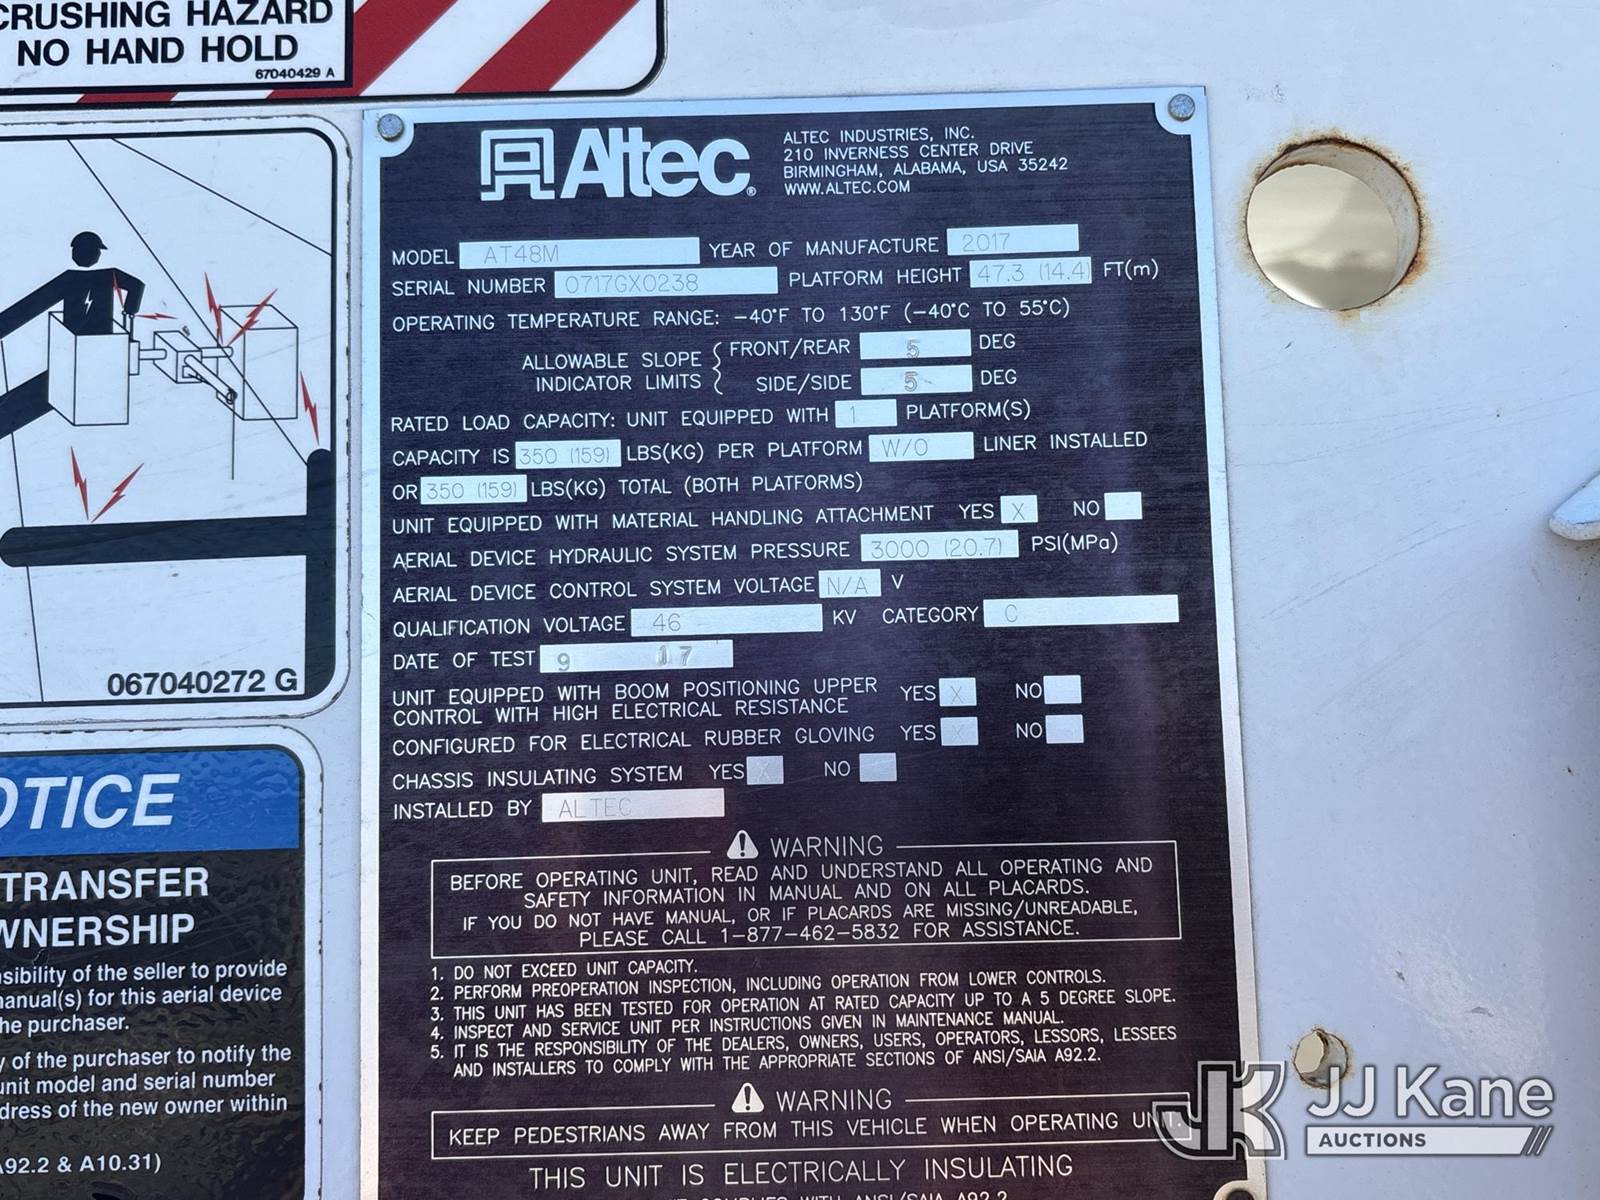 CRUSHING HAZARD
NO HAND HOLD
67040429 A
067040272 G
OTICE
TRANSFER
WNERSHIP
sibility of the seller to provide
manual(s) for this aerial device
he purchaser.
y of the purchaser to notify the
unit model and serial number
dress of the new owner within
A92.2 & A10.31)
Altec®
ALTEC INDUSTRIES, INC.
210 INVERNESS CENTER DRIVE
BIRMINGHAM, ALABAMA, USA 35242
WWW.ALTEC.COM
MODEL AT48M YEAR OF MANUFACTURE 2017
SERIAL NUMBER 0717GX0238 PLATFORM HEIGHT 47.3 (14.4) FT(m)
OPERATING TEMPERATURE RANGE: -40°F TO 130°F (-40°C TO 55°C)
ALLOWABLE SLOPE INDICATOR LIMITS { FRONT/REAR 5 DEG
SIDE/SIDE 5 DEG
RATED LOAD CAPACITY: UNIT EQUIPPED WITH 1 PLATFORM(S)
CAPACITY IS 350 (159) LBS(KG) PER PLATFORM W/O LINER INSTALLED
OR 350 (159) LBS(KG) TOTAL (BOTH PLATFORMS)
UNIT EQUIPPED WITH MATERIAL HANDLING ATTACHMENT YES X NO
AERIAL DEVICE HYDRAULIC SYSTEM PRESSURE 3000 (20.7) PSI(MPa)
AERIAL DEVICE CONTROL SYSTEM VOLTAGE N/A V
QUALIFICATION VOLTAGE 46 KV CATEGORY C
DATE OF TEST 9 17
UNIT EQUIPPED WITH BOOM POSITIONING UPPER
CONTROL WITH HIGH ELECTRICAL RESISTANCE YES X NO
CONFIGURED FOR ELECTRICAL RUBBER GLOVING YES X NO
CHASSIS INSULATING SYSTEM YES X NO
INSTALLED BY ALTEC
WARNING
BEFORE OPERATING UNIT, READ AND UNDERSTAND ALL OPERATING AND
SAFETY INFORMATION IN MANUAL AND ON ALL PLACARDS.
IF YOU DO NOT HAVE MANUAL, OR IF PLACARDS ARE MISSING/UNREADABLE,
PLEASE CALL 1-877-462-5832 FOR ASSISTANCE.
1. DO NOT EXCEED UNIT CAPACITY.
2. PERFORM PREOPERATION INSPECTION, INCLUDING OPERATION FROM LOWER CONTROLS.
3. THIS UNIT HAS BEEN TESTED FOR OPERATION AT RATED CAPACITY UP TO A 5 DEGREE SLOPE.
4. INSPECT AND SERVICE UNIT PER INSTRUCTIONS GIVEN IN MAINTENANCE MANUAL.
5. IT IS THE RESPONSIBILITY OF THE DEALERS, OWNERS, USERS, OPERATORS, LESSORS, LESSEES
AND INSTALLERS TO COMPLY WITH THE APPROPRIATE SECTIONS OF ANSI/SAIA A92.2.
WARNING
KEEP PEDESTRIANS AWAY FROM THIS VEHICLE WHEN OPERATING UNIT.
THIS UNIT IS ELECTRICALLY INSULATING
COMPLIES WITH ANSI/SAIA A92.2
JK JJ Kane
AUCTIONS